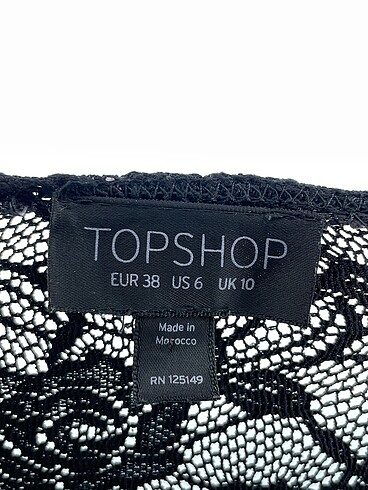 TOPSHOP
EUR 38 US 6 UK 10
Made in
Morocco
RN 125149